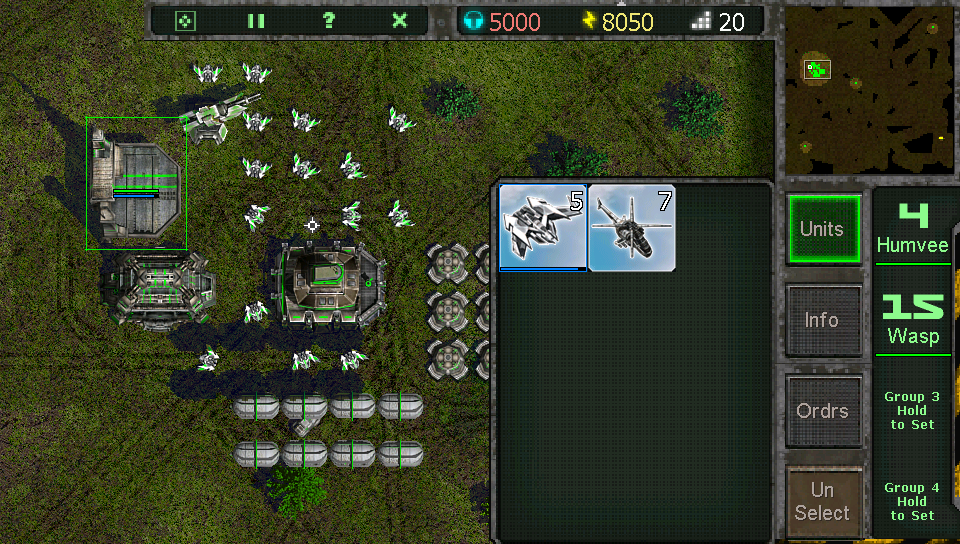 ? 5000 8050 20
5 7
Units
Info
Ordrs
Un
Select
4
Humvee
15
Wasp
Group 3
Hold
to Set
Group 4
Hold
to Set